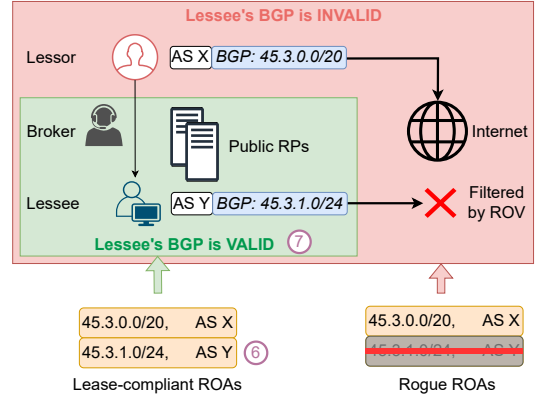 Lessee's BGP is INVALID
Lessor
AS X
BGP: 45.3.0.0/20
Broker
Public RPs
Internet
Lessee
AS Y
BGP: 45.3.1.0/24
Filtered
by ROV
Lessee's BGP is VALID
7
45.3.0.0/20, AS X
45.3.1.0/24, AS Y
6
Lease-compliant ROAs
45.3.0.0/20, AS X
45.3.1.0/24, AS Y
Rogue ROAs